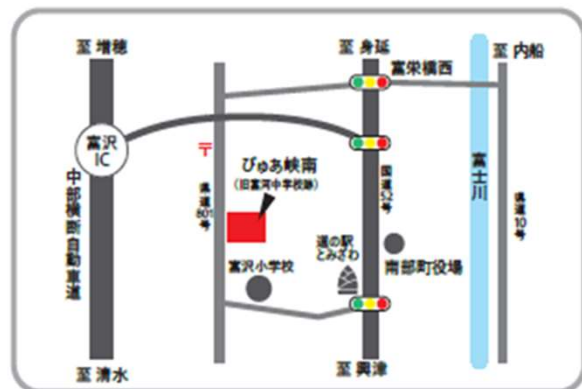 至 増穂
至 身延
至 内船
富栄橋西
富沢
IC
〒
ぴゅあ峡南
(旧富河中学校跡)
中部横断自動車道
県道801号
国道52号
富士川
県道10号
道の駅
とみざわ
富沢小学校
南部町役場
至 清水
至 興津